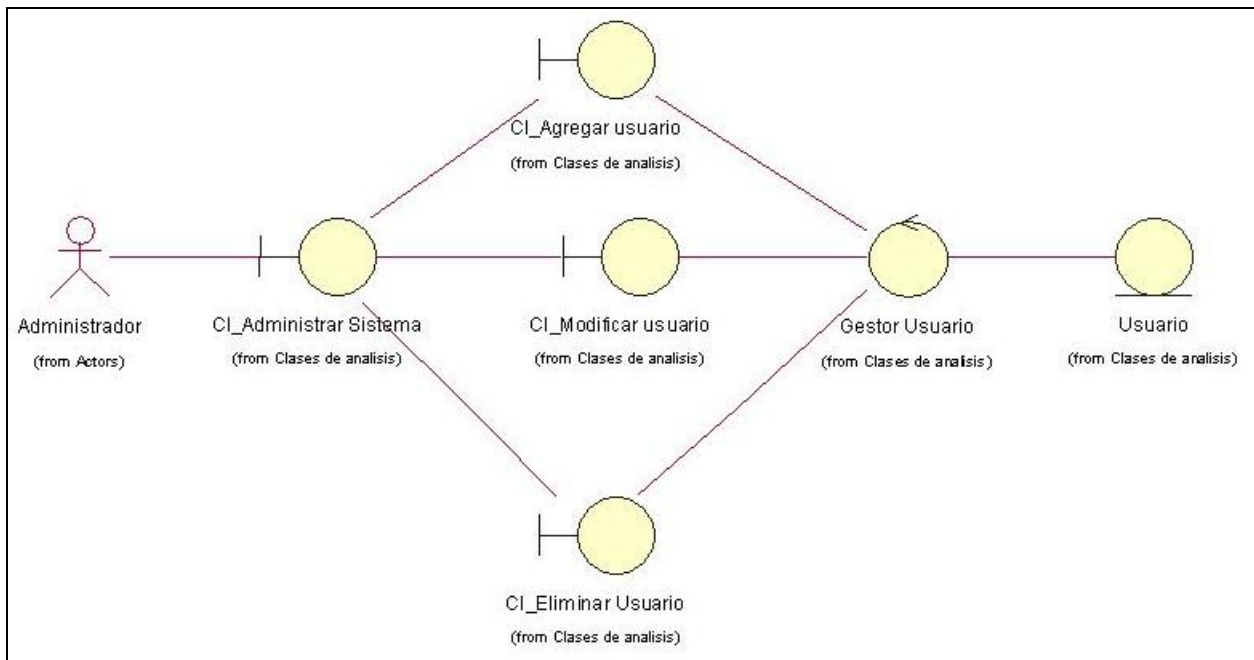 CI_Agregar usuario
(from Clases de analisis)
Administrador
(from Actors)
CI_Administrar Sistema
(from Clases de analisis)
CI_Modificar usuario
(from Clases de analisis)
Gestor Usuario
(from Clases de analisis)
Usuario
(from Clases de analisis)
CI_Eliminar Usuario
(from Clases de analisis)